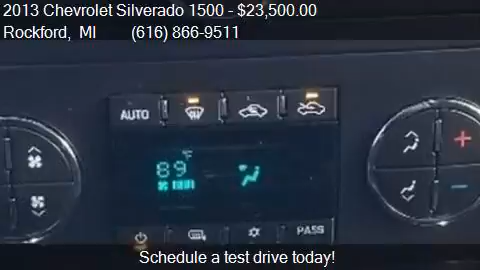 2013 Chevrolet Silverado 1500 - $23,500.00
Rockford, MI (616) 866-9511
AUTO
89 °F
PASS
Schedule a test drive today!